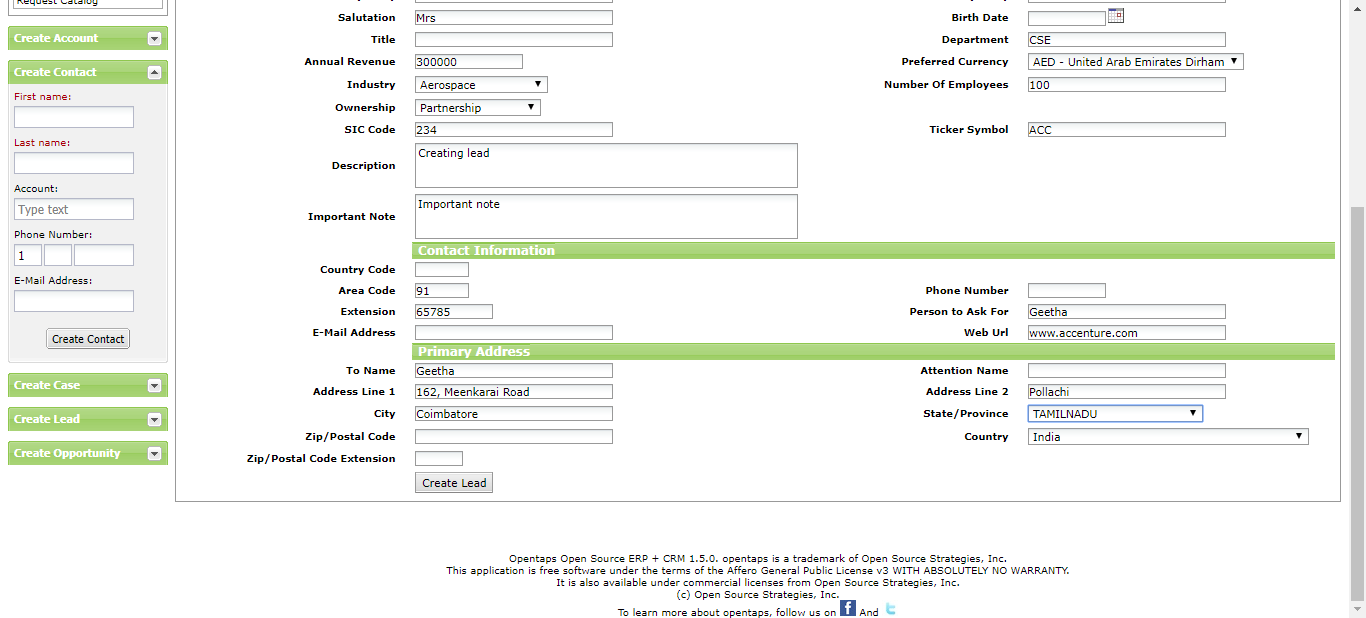 Request Catalog
Create Account
Create Contact
First name:
Last name:
Account:
Type text
Phone Number:
1
E-Mail Address:
Create Contact
Create Case
Create Lead
Create Opportunity
Salutation Mrs Birth Date
Title Department CSE
Annual Revenue 300000 Preferred Currency AED - United Arab Emirates Dirham
Industry Aerospace Number Of Employees 100
Ownership Partnership
SIC Code 234 Ticker Symbol ACC
Description Creating lead
Important Note Important note
Contact Information
Country Code
Area Code 91 Phone Number
Extension 65785 Person to Ask For Geetha
E-Mail Address Web Url www.accenture.com
Primary Address
To Name Geetha Attention Name
Address Line 1 162, Meenkarai Road Address Line 2 Pollachi
City Coimbatore State/Province TAMILNADU
Zip/Postal Code Country India
Zip/Postal Code Extension
Create Lead
Opentaps Open Source ERP + CRM 1.5.0. opentaps is a trademark of Open Source Strategies, Inc.
This application is free software under the terms of the Affero General Public License v3 WITH ABSOLUTELY NO WARRANTY.
It is also available under commercial licenses from Open Source Strategies, Inc.
(c) Open Source Strategies, Inc.
To learn more about opentaps, follow us on f And t